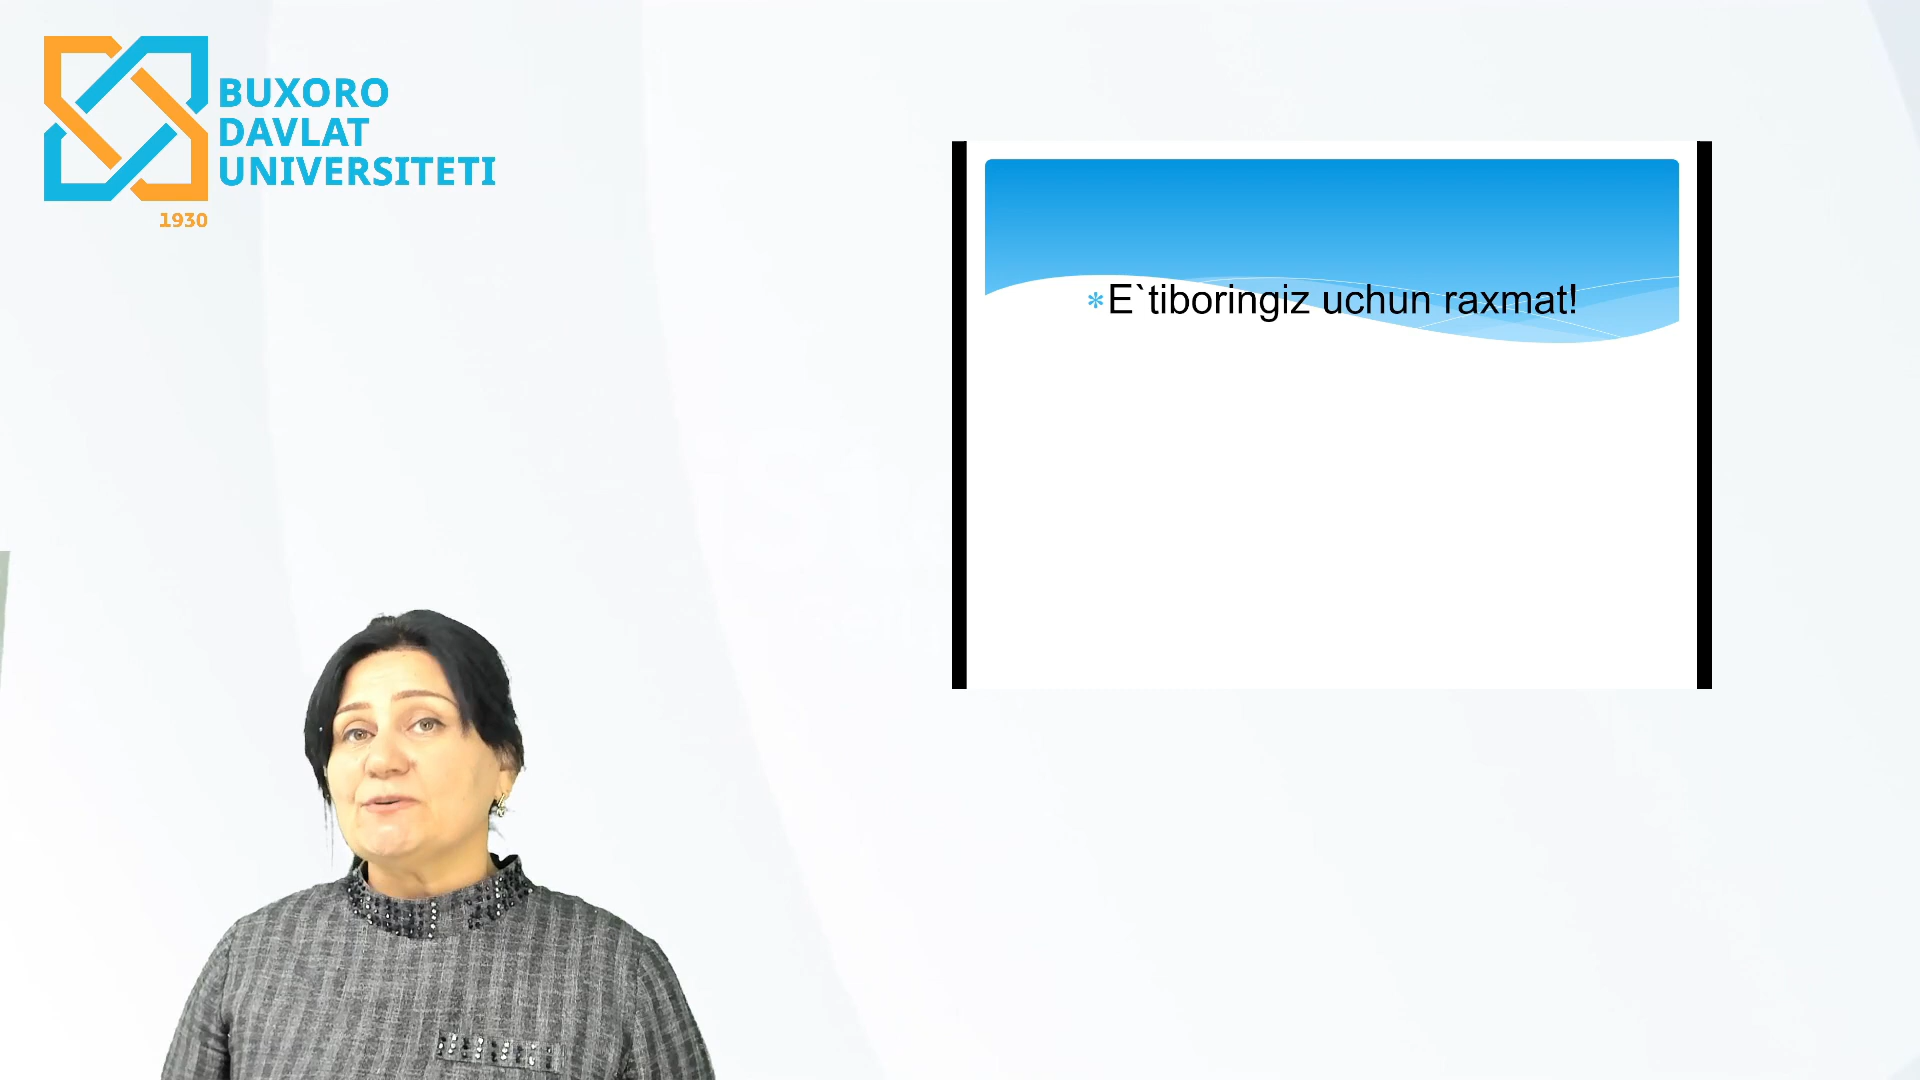 BUXORO
DAVLAT
UNIVERSITETI
1930
*E`tiboringiz uchun raxmat!